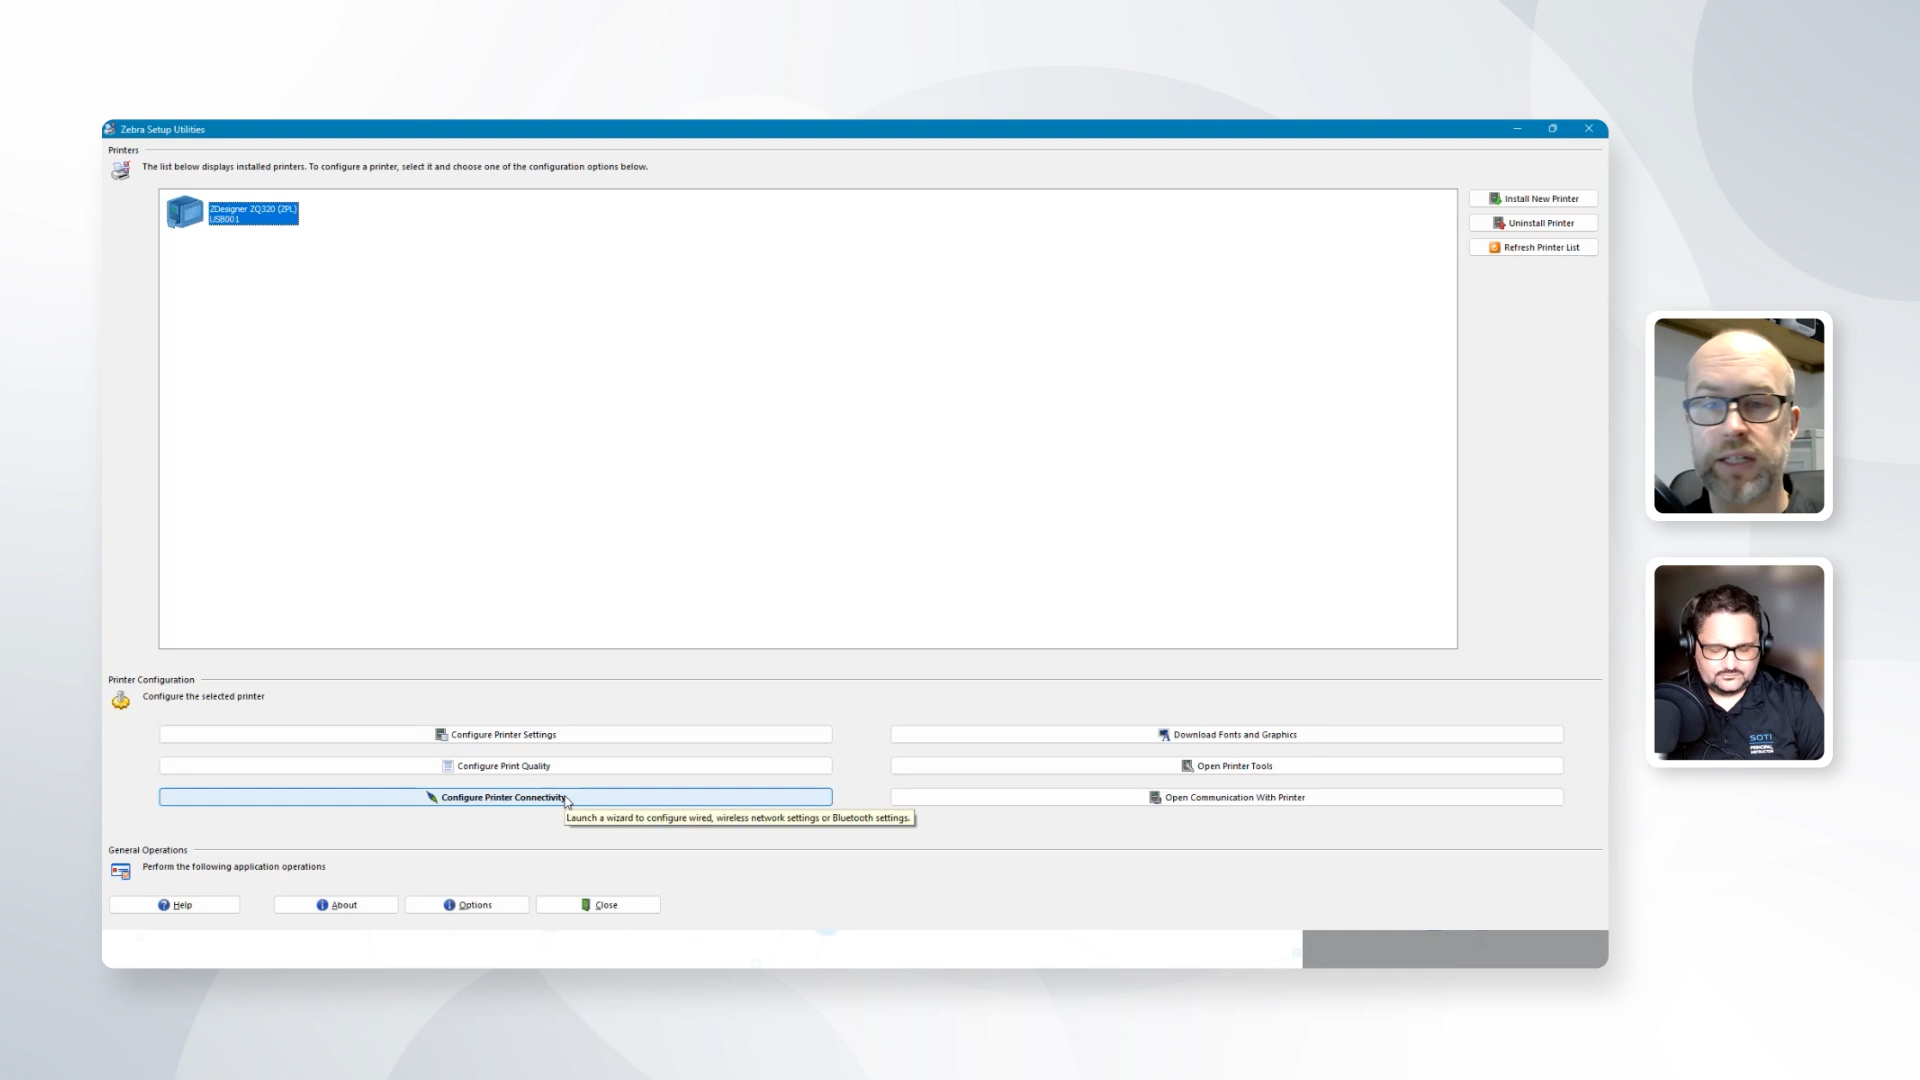 Zebra Setup Utilities
Printers
The list below displays installed printers. To configure a printer, select it and choose one of the configuration options below.
ZDesigner ZQ320 (ZPL)
USB001
Install New Printer
Uninstall Printer
Refresh Printer List
Printer Configuration
Configure the selected printer
Configure Printer Settings
Download Fonts and Graphics
Configure Print Quality
Open Printer Tools
Configure Printer Connectivity
Open Communication With Printer
Launch a wizard to configure wired, wireless network settings or Bluetooth settings.
General Operations
Perform the following application operations
Help
About
Options
Close
SOTI
PRINCIPAL
INSTRUCTOR